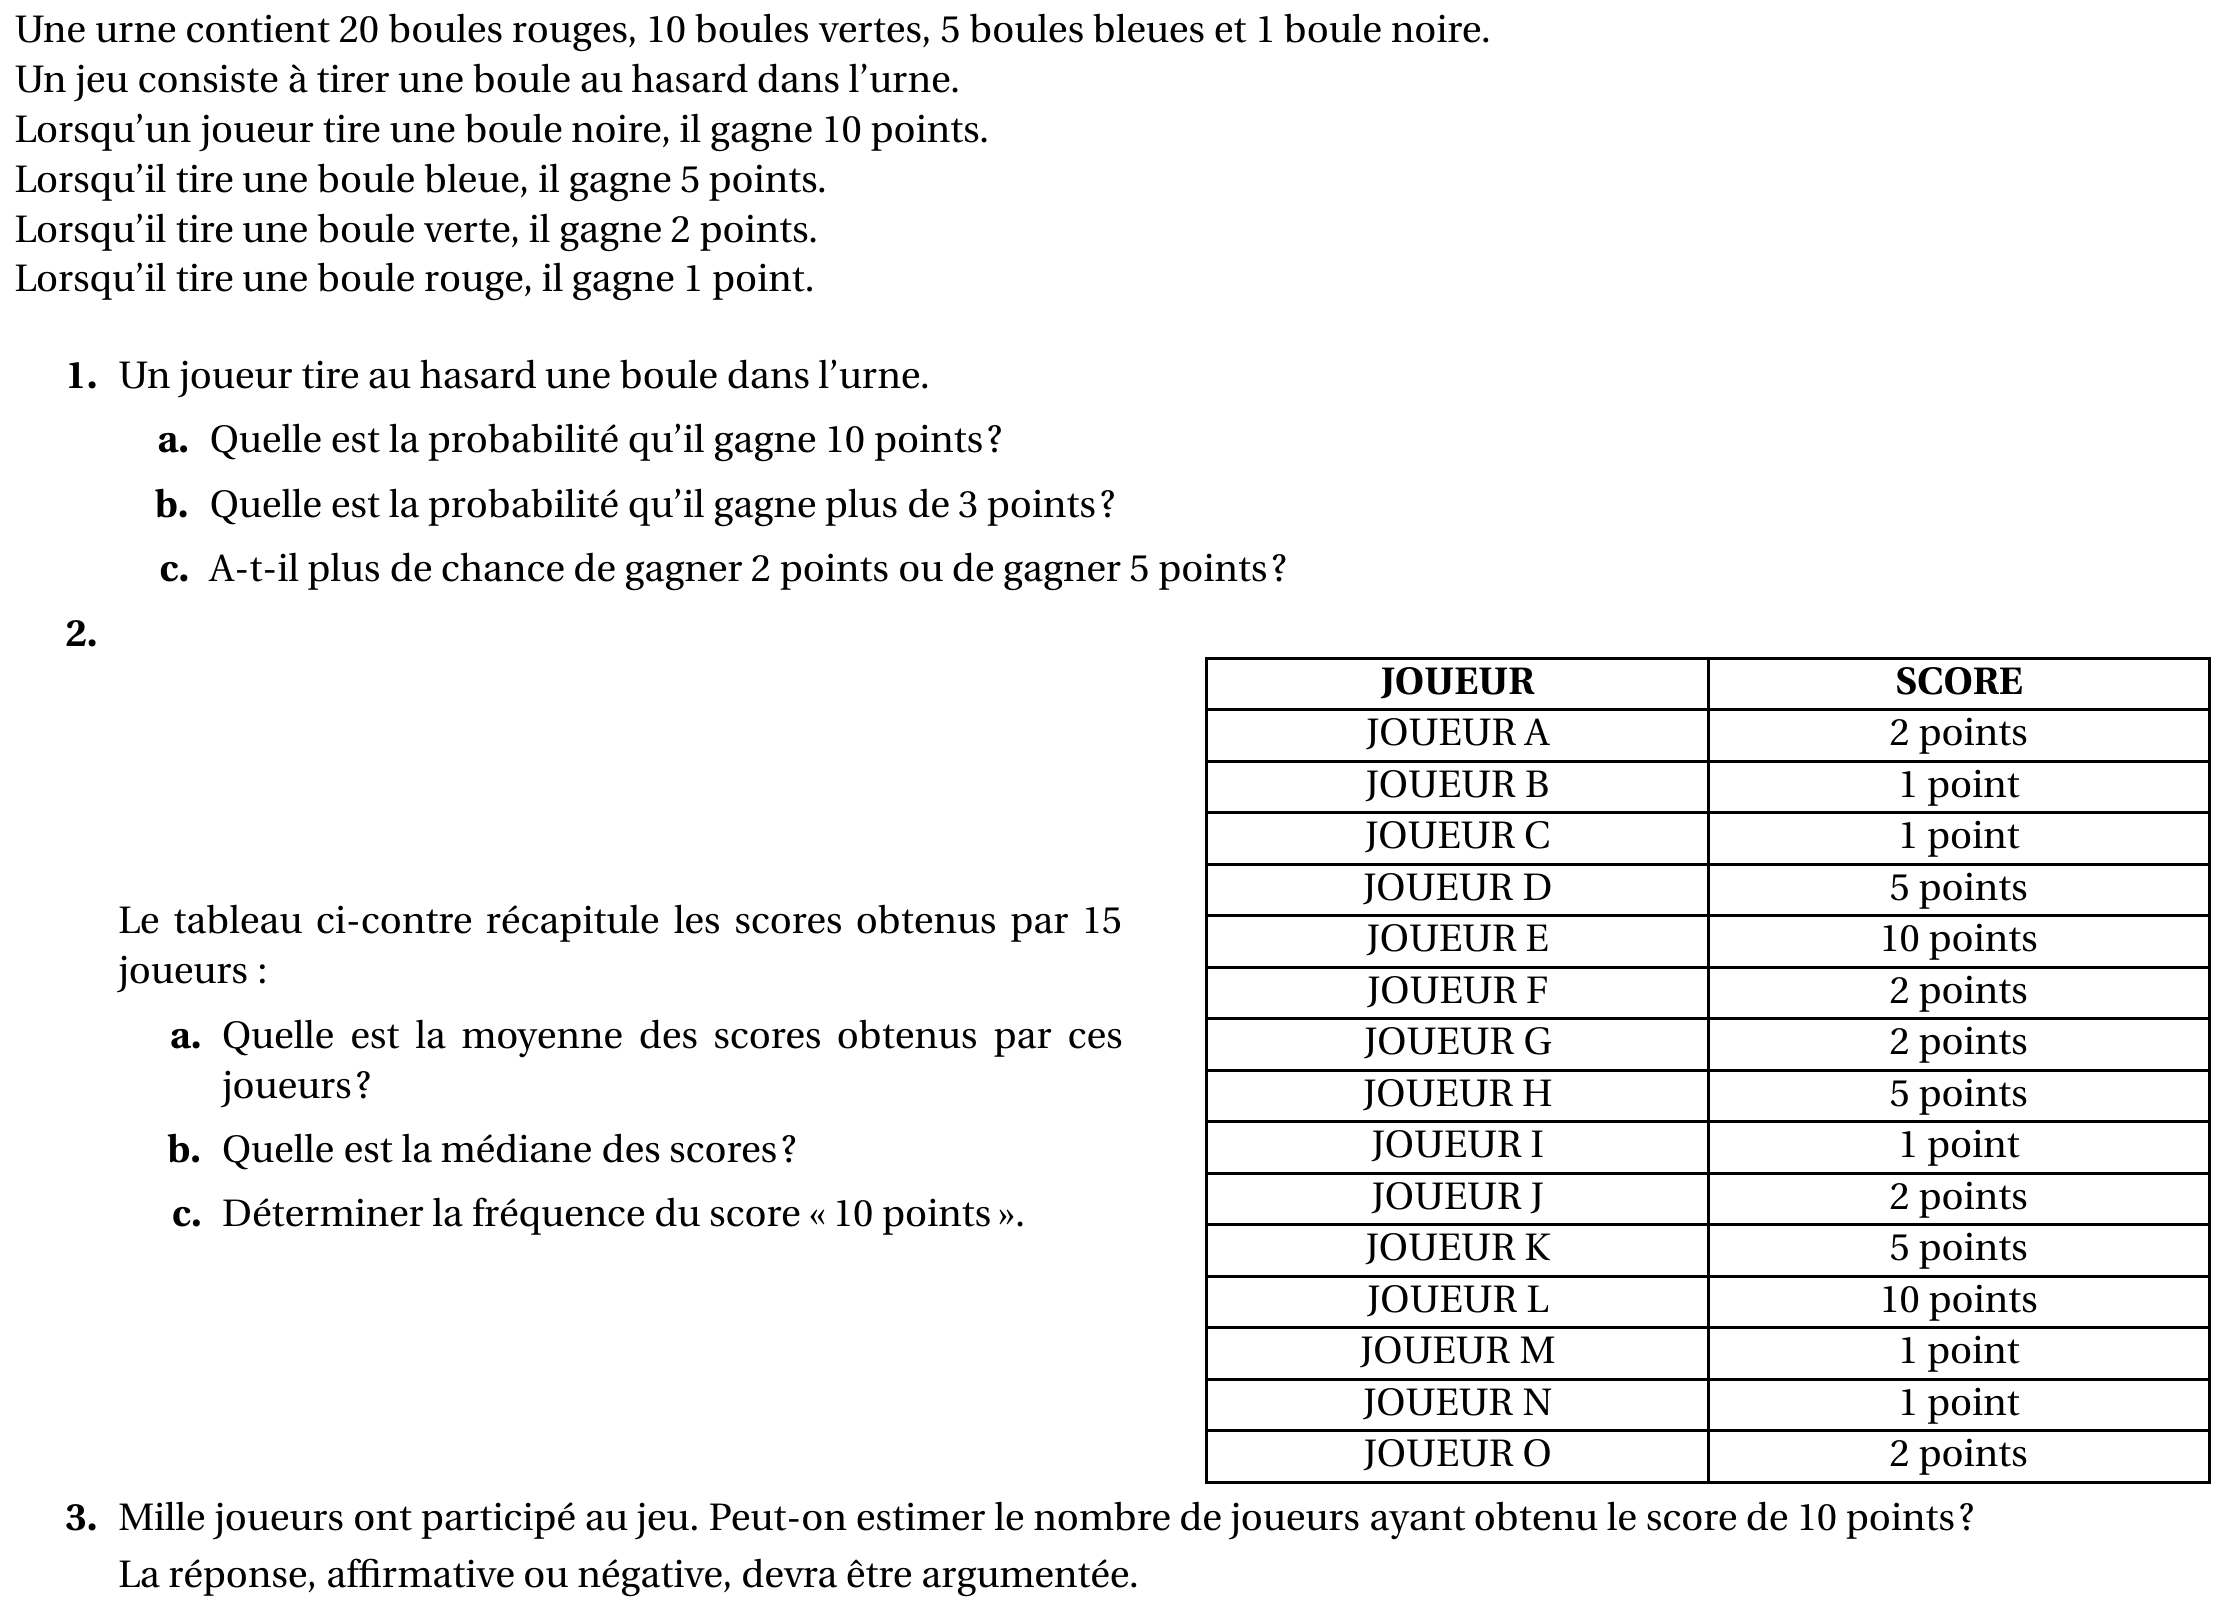 Une urne contient 20 boules rouges, 10 boules vertes, 5 boules bleues et 1 boule noire.
Un jeu consiste à tirer une boule au hasard dans l'urne.
Lorsqu'un joueur tire une boule noire, il gagne 10 points.
Lorsqu'il tire une boule bleue, il gagne 5 points.
Lorsqu'il tire une boule verte, il gagne 2 points.
Lorsqu'il tire une boule rouge, il gagne 1 point.
1. Un joueur tire au hasard une boule dans l'urne.
a. Quelle est la probabilité qu'il gagne 10 points?
b. Quelle est la probabilité qu'il gagne plus de 3 points?
c. A-t-il plus de chance de gagner 2 points ou de gagner 5 points?
2.
Le tableau ci-contre récapitule les scores obtenus par 15
joueurs :
a. Quelle est la moyenne des scores obtenus par ces
joueurs?
b. Quelle est la médiane des scores?
c. Déterminer la fréquence du score « 10 points ».
JOUEUR SCORE
JOUEUR A 2 points
JOUEUR B 1 point
JOUEUR C 1 point
JOUEUR D 5 points
JOUEUR E 10 points
JOUEUR F 2 points
JOUEUR G 2 points
JOUEUR H 5 points
JOUEUR I 1 point
JOUEUR J 2 points
JOUEUR K 5 points
JOUEUR L 10 points
JOUEUR M 1 point
JOUEUR N 1 point
JOUEUR O 2 points
3. Mille joueurs ont participé au jeu. Peut-on estimer le nombre de joueurs ayant obtenu le score de 10 points?
La réponse, affirmative ou négative, devra être argumentée.